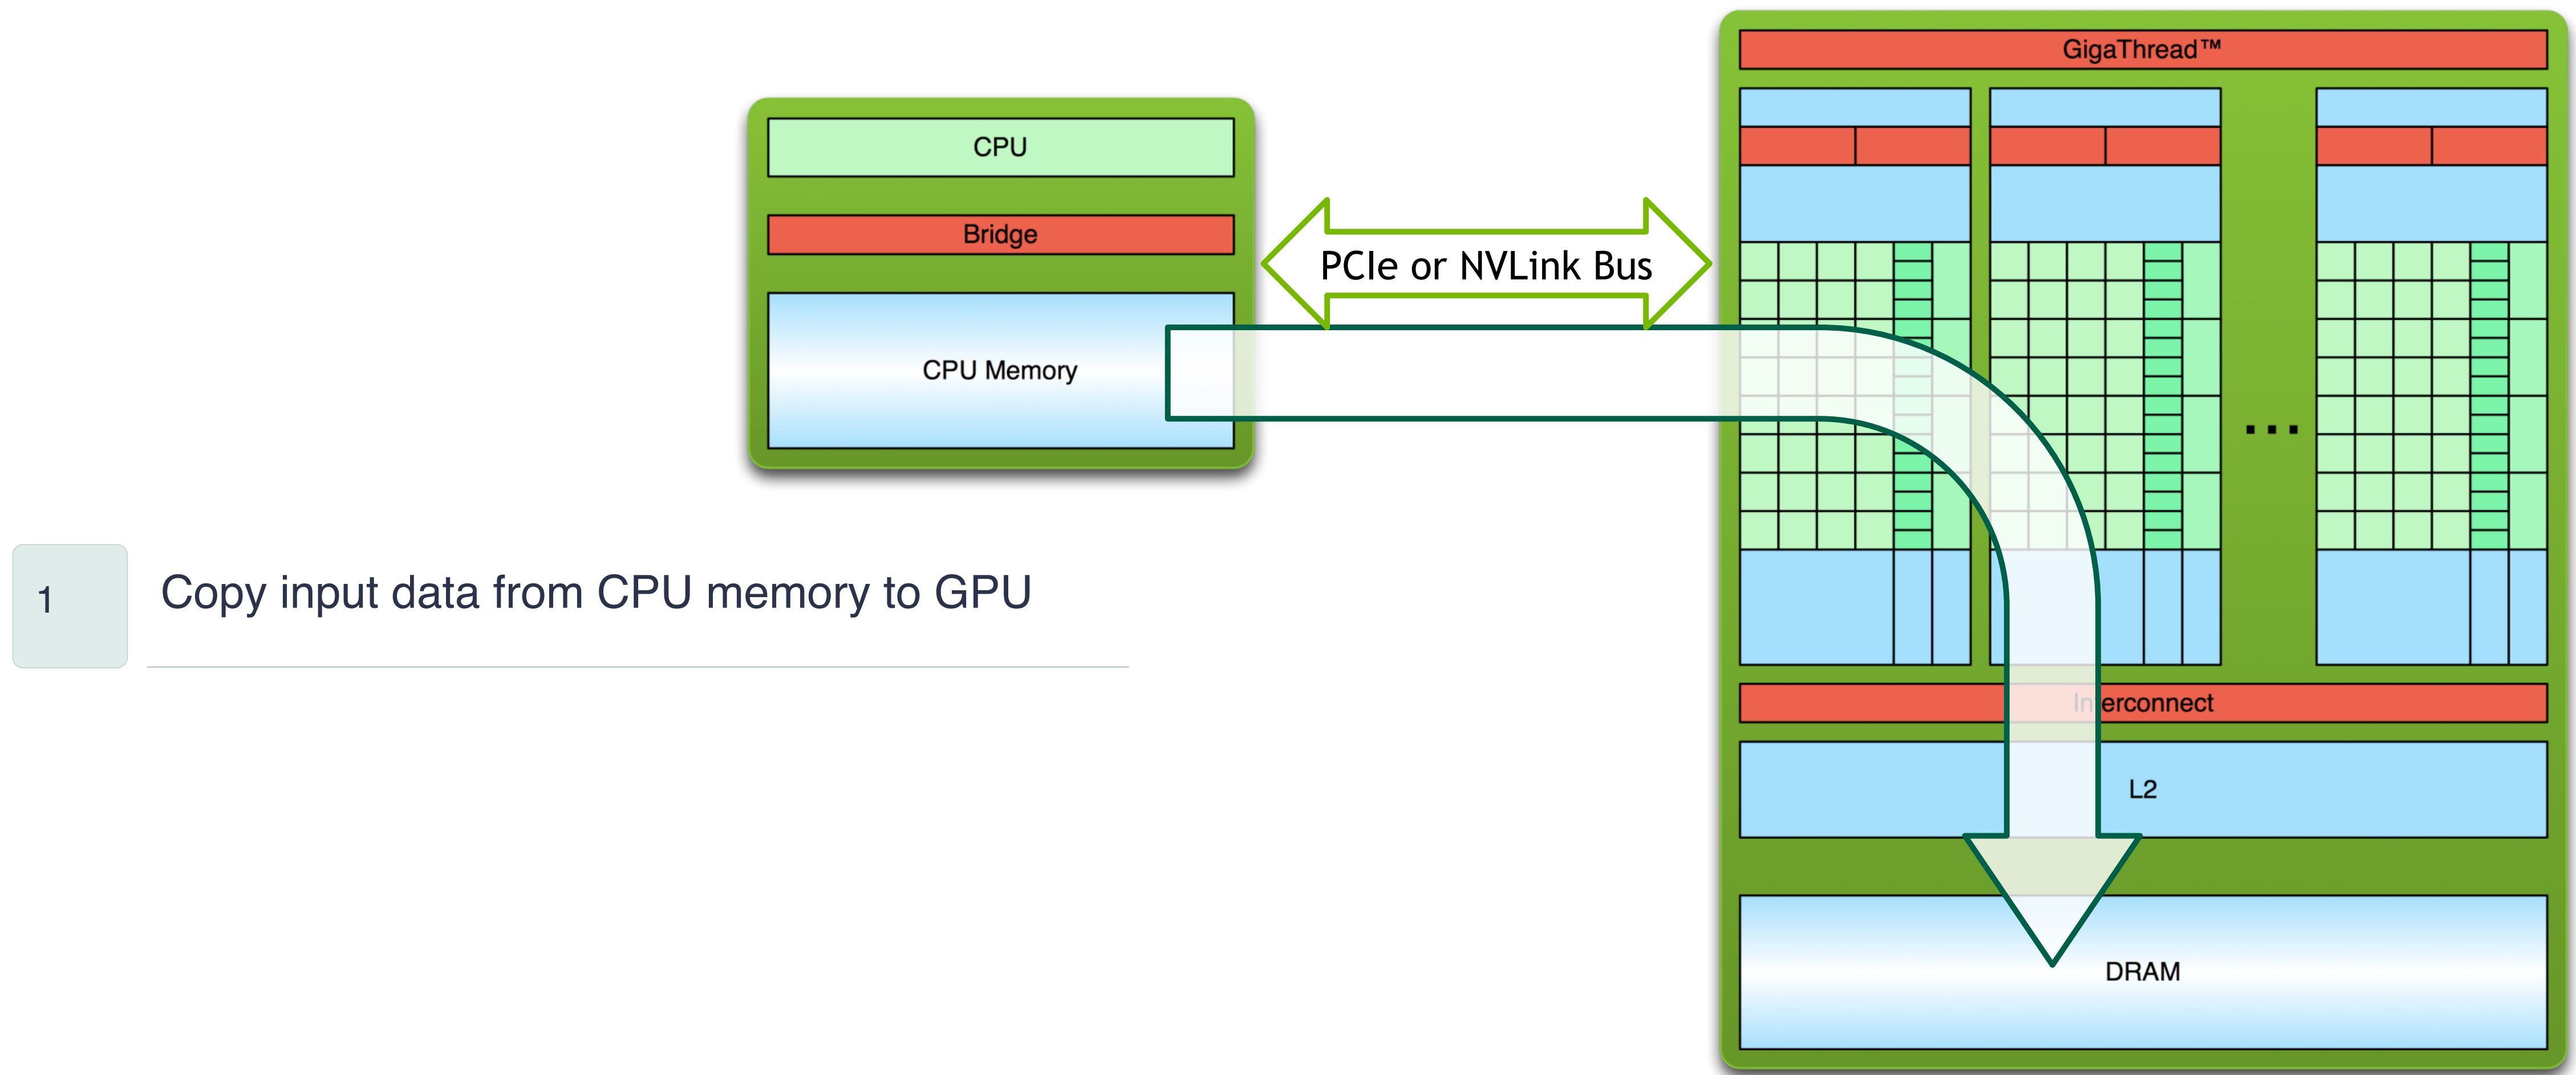 GigaThread™
CPU
Bridge
PCIe or NVLink Bus
CPU Memory
...
1
Copy input data from CPU memory to GPU
Interconnect
L2
DRAM